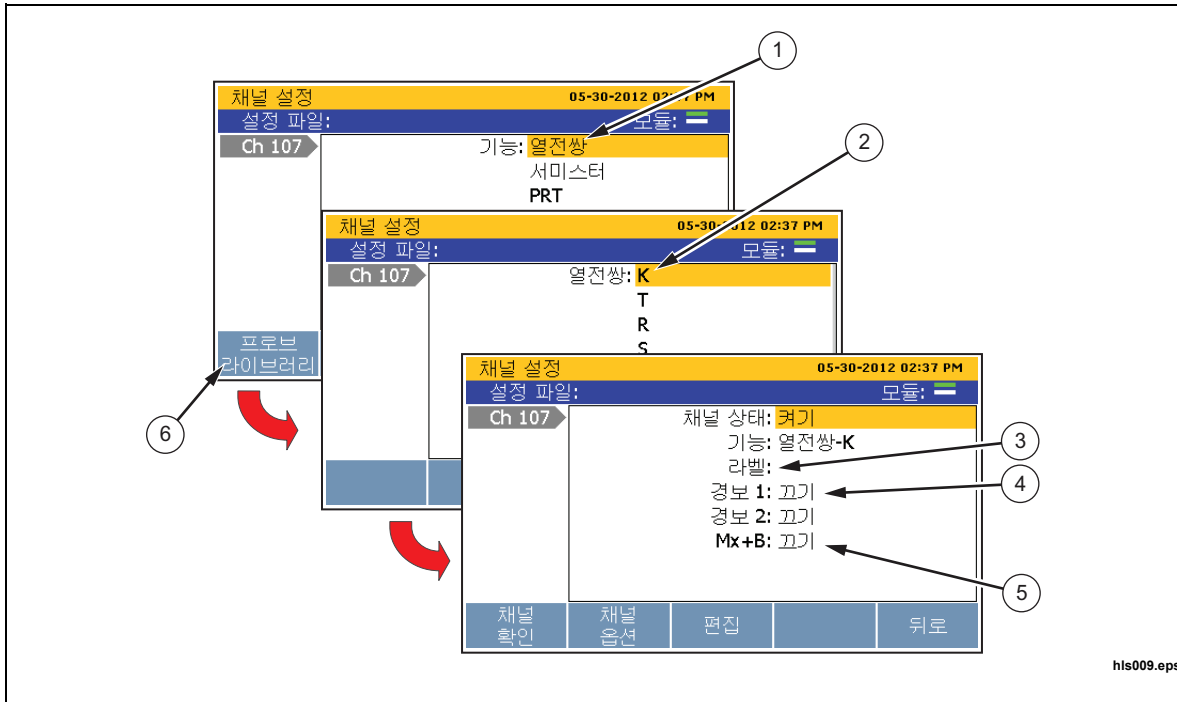 1
채널 설정 05-30-2012 02: 7 PM
설정 파일: 모듈:
Ch 107
기능: 열전쌍
서미스터
PRT
2
채널 설정 05-30-2012 02:37 PM
설정 파일: 모듈:
Ch 107
열전쌍: K
T
R
S
프로브
라이브러리
6
채널 설정 05-30-2012 02:37 PM
설정 파일: 모듈:
Ch 107
채널 상태: 켜기
기능: 열전쌍-K
라벨:
3
경보 1: 끄기
4
경보 2: 끄기
Mx+B: 끄기
5
채널 확인
채널 옵션
편집
뒤로
hls009.eps